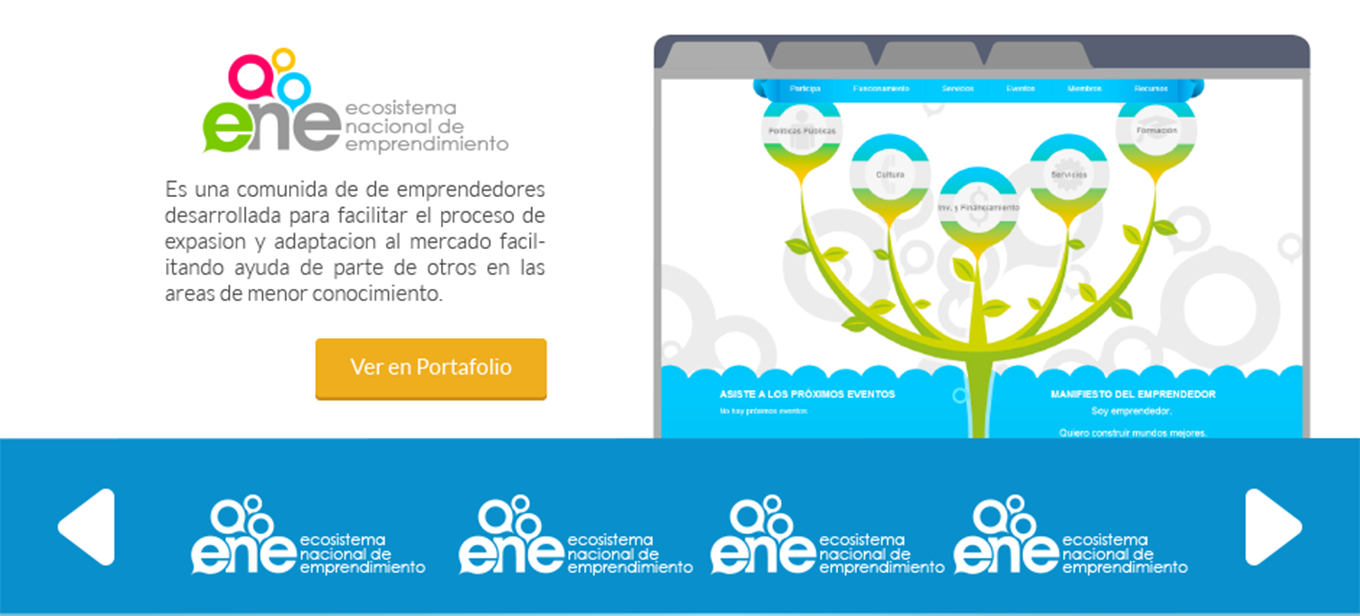 ene ecosistema
nacional de
emprendimiento
Es una comunida de de emprendedores
desarrollada para facilitar el proceso de
expasion y adaptacion al mercado facil-
itando ayuda de parte de otros en las
areas de menor conocimiento.
Ver en Portafolio
Participa Funcionamiento Servicios Eventos Miembros Recursos
Políticas Públicas
Formación
Cultura
Servicios
Inv. y Financiamiento
ASISTE A LOS PRÓXIMOS EVENTOS
No hay próximos eventos
MANIFIESTO DEL EMPRENDEDOR
Soy emprendedor.
Quiero construir mundos mejores.
ene ecosistema
nacional de
emprendimiento
ene ecosistema
nacional de
emprendimiento
ene ecosistema
nacional de
emprendimiento
ene ecosistema
nacional de
emprendimiento